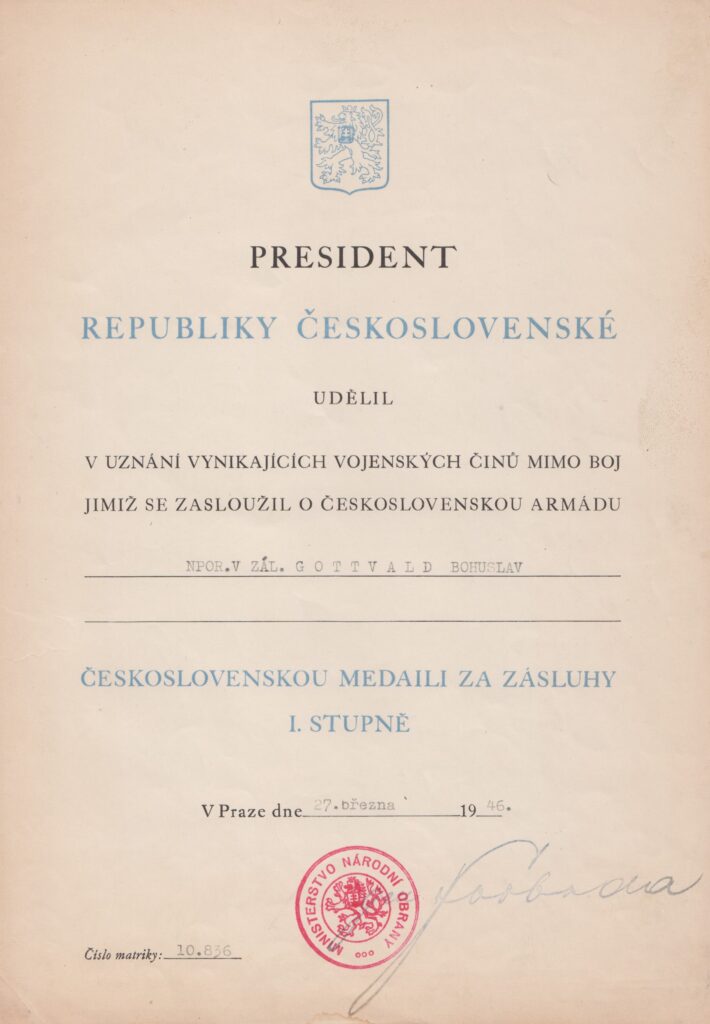 PRESIDENT
REPUBLIKY ČESKOSLOVENSKÉ
UDĚLIL
V UZNÁNÍ VYNIKAJÍCÍCH VOJENSKÝCH ČINŮ MIMO BOJ
JIMIŽ SE ZASLOUŽIL O ČESKOSLOVENSKOU ARMÁDU
NPOR.V ZÁL. G O T T V A L D BOHUSLAV
ČESKOSLOVENSKOU MEDAILI ZA ZÁSLUHY
I. STUPNĚ
V Praze dne 27.března 19 46.
MINISTERSTVO NÁRODNÍ OBRANY
Svoboda
Číslo matriky: 10.836